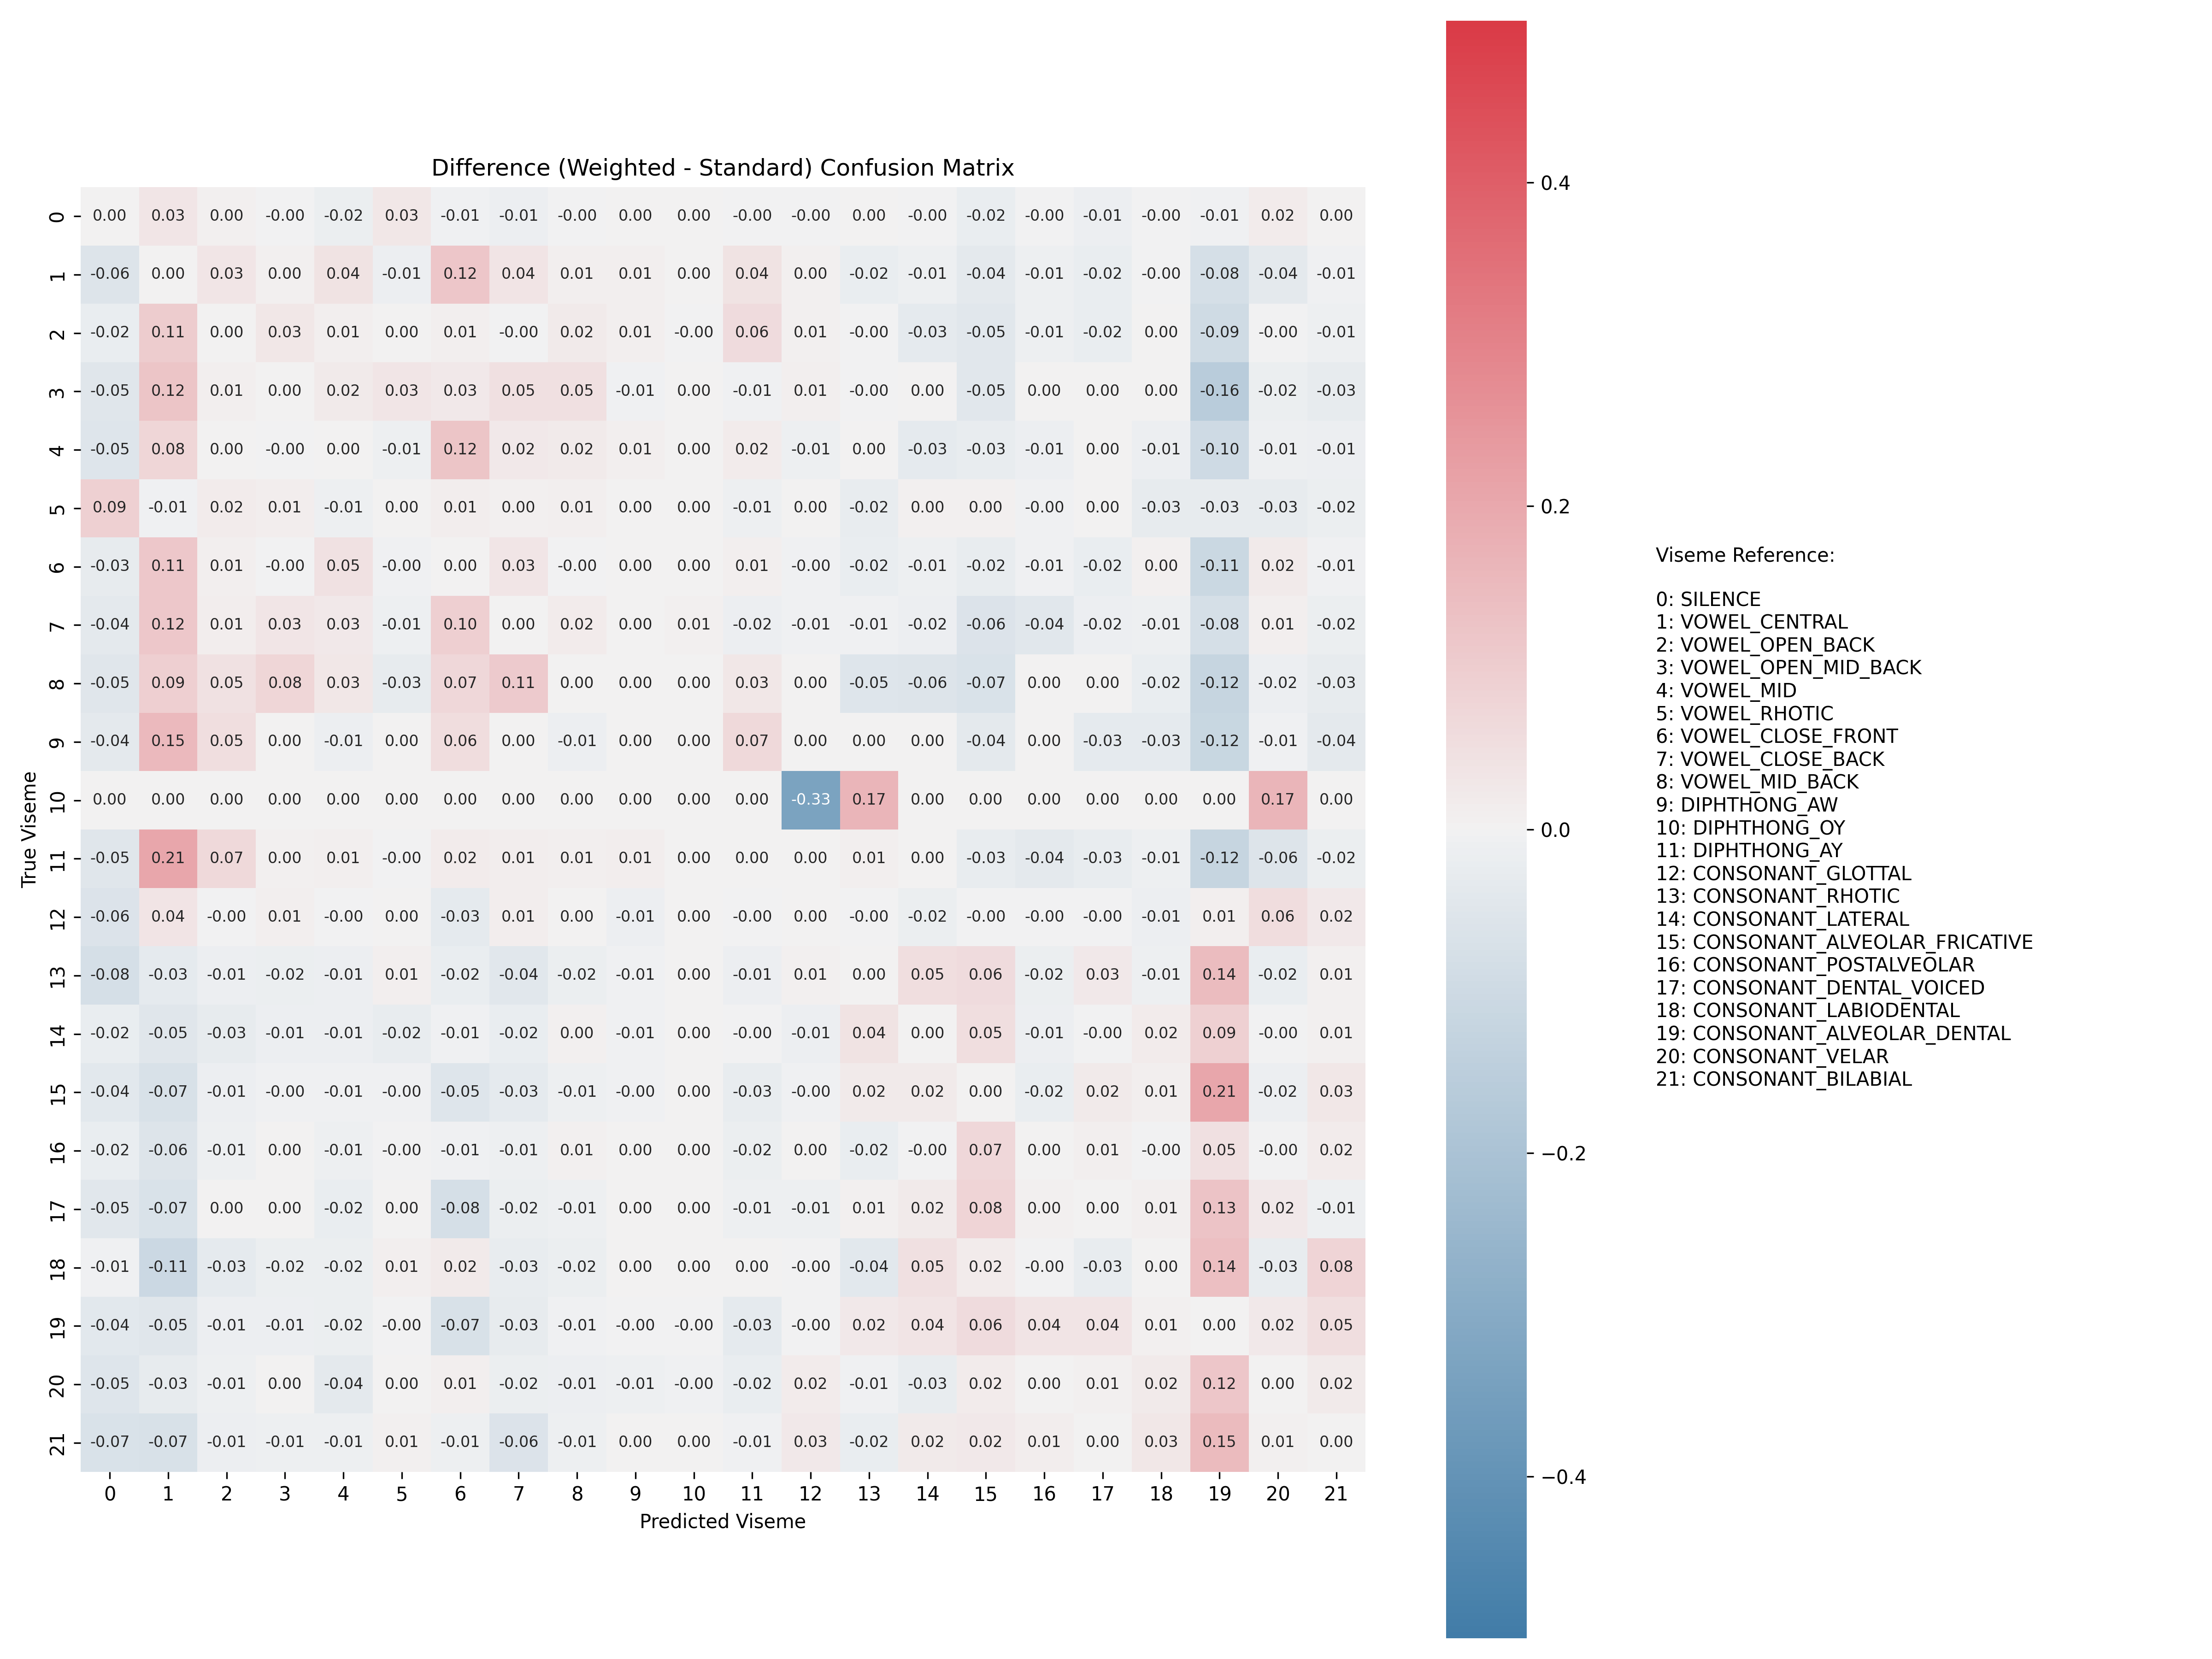 Difference (Weighted - Standard) Confusion Matrix
0 0.00 0.03 0.00 -0.00 -0.02 0.03 -0.01 -0.01 -0.00 0.00 0.00 -0.00 -0.00 0.00 -0.00 -0.02 -0.00 -0.01 -0.00 -0.01 0.02 0.00
1 -0.06 0.00 0.03 0.00 0.04 -0.01 0.12 0.04 0.01 0.01 0.00 0.04 0.00 -0.02 -0.01 -0.04 -0.01 -0.02 -0.00 -0.08 -0.04 -0.01
2 -0.02 0.11 0.00 0.03 0.01 0.00 0.01 -0.00 0.02 0.01 -0.00 0.06 0.01 -0.00 -0.03 -0.05 -0.01 -0.02 0.00 -0.09 -0.00 -0.01
3 -0.05 0.12 0.01 0.00 0.02 0.03 0.03 0.05 0.05 -0.01 0.00 -0.01 0.01 -0.00 0.00 -0.05 0.00 0.00 0.00 -0.16 -0.02 -0.03
4 -0.05 0.08 0.00 -0.00 0.00 -0.01 0.12 0.02 0.02 0.01 0.00 0.02 -0.01 0.00 -0.03 -0.03 -0.01 0.00 -0.01 -0.10 -0.01 -0.01
5 0.09 -0.01 0.02 0.01 -0.01 0.00 0.01 0.00 0.01 0.00 0.00 -0.01 0.00 -0.02 0.00 0.00 -0.00 0.00 -0.03 -0.03 -0.03 -0.02
6 -0.03 0.11 0.01 -0.00 0.05 -0.00 0.00 0.03 -0.00 0.00 0.00 0.01 -0.00 -0.02 -0.01 -0.02 -0.01 -0.02 0.00 -0.11 0.02 -0.01
7 -0.04 0.12 0.01 0.03 0.03 -0.01 0.10 0.00 0.02 0.00 0.01 -0.02 -0.01 -0.01 -0.02 -0.06 -0.04 -0.02 -0.01 -0.08 0.01 -0.02
8 -0.05 0.09 0.05 0.08 0.03 -0.03 0.07 0.11 0.00 0.00 0.00 0.03 0.00 -0.05 -0.06 -0.07 0.00 0.00 -0.02 -0.12 -0.02 -0.03
9 -0.04 0.15 0.05 0.00 -0.01 0.00 0.06 0.00 -0.01 0.00 0.00 0.07 0.00 0.00 0.00 -0.04 0.00 -0.03 -0.03 -0.12 -0.01 -0.04
10 0.00 0.00 0.00 0.00 0.00 0.00 0.00 0.00 0.00 0.00 0.00 0.00 -0.33 0.17 0.00 0.00 0.00 0.00 0.00 0.00 0.17 0.00
11 -0.05 0.21 0.07 0.00 0.01 -0.00 0.02 0.01 0.01 0.01 0.00 0.00 0.00 0.01 0.00 -0.03 -0.04 -0.03 -0.01 -0.12 -0.06 -0.02
12 -0.06 0.04 -0.00 0.01 -0.00 0.00 -0.03 0.01 0.00 -0.01 0.00 -0.00 0.00 -0.00 -0.02 -0.00 -0.00 -0.00 -0.01 0.01 0.06 0.02
13 -0.08 -0.03 -0.01 -0.02 -0.01 0.01 -0.02 -0.04 -0.02 -0.01 0.00 -0.01 0.01 0.00 0.05 0.06 -0.02 0.03 -0.01 0.14 -0.02 0.01
14 -0.02 -0.05 -0.03 -0.01 -0.01 -0.02 -0.01 -0.02 0.00 -0.01 0.00 -0.00 -0.01 0.04 0.00 0.05 -0.01 -0.00 0.02 0.09 -0.00 0.01
15 -0.04 -0.07 -0.01 -0.00 -0.01 -0.00 -0.05 -0.03 -0.01 -0.00 0.00 -0.03 -0.00 0.02 0.02 0.00 -0.02 0.02 0.01 0.21 -0.02 0.03
16 -0.02 -0.06 -0.01 0.00 -0.01 -0.00 -0.01 -0.01 0.01 0.00 0.00 -0.02 0.00 -0.02 -0.00 0.07 0.00 0.01 -0.00 0.05 -0.00 0.02
17 -0.05 -0.07 0.00 0.00 -0.02 0.00 -0.08 -0.02 -0.01 0.00 0.00 -0.01 -0.01 0.01 0.02 0.08 0.00 0.00 0.01 0.13 0.02 -0.01
18 -0.01 -0.11 -0.03 -0.02 -0.02 0.01 0.02 -0.03 -0.02 0.00 0.00 0.00 -0.00 -0.04 0.05 0.02 -0.00 -0.03 0.00 0.14 -0.03 0.08
19 -0.04 -0.05 -0.01 -0.01 -0.02 -0.00 -0.07 -0.03 -0.01 -0.00 -0.00 -0.03 -0.00 0.02 0.04 0.06 0.04 0.04 0.01 0.00 0.02 0.05
20 -0.05 -0.03 -0.01 0.00 -0.04 0.00 0.01 -0.02 -0.01 -0.01 -0.00 -0.02 0.02 -0.01 -0.03 0.02 0.00 0.01 0.02 0.12 0.00 0.02
21 -0.07 -0.07 -0.01 -0.01 -0.01 0.01 -0.01 -0.06 -0.01 0.00 0.00 -0.01 0.03 -0.02 0.02 0.02 0.01 0.00 0.03 0.15 0.01 0.00
0 1 2 3 4 5 6 7 8 9 10 11 12 13 14 15 16 17 18 19 20 21
Predicted Viseme
True Viseme
0.4
0.2
0.0
−0.2
−0.4
Viseme Reference:
0: SILENCE
1: VOWEL_CENTRAL
2: VOWEL_OPEN_BACK
3: VOWEL_OPEN_MID_BACK
4: VOWEL_MID
5: VOWEL_RHOTIC
6: VOWEL_CLOSE_FRONT
7: VOWEL_CLOSE_BACK
8: VOWEL_MID_BACK
9: DIPHTHONG_AW
10: DIPHTHONG_OY
11: DIPHTHONG_AY
12: CONSONANT_GLOTTAL
13: CONSONANT_RHOTIC
14: CONSONANT_LATERAL
15: CONSONANT_ALVEOLAR_FRICATIVE
16: CONSONANT_POSTALVEOLAR
17: CONSONANT_DENTAL_VOICED
18: CONSONANT_LABIODENTAL
19: CONSONANT_ALVEOLAR_DENTAL
20: CONSONANT_VELAR
21: CONSONANT_BILABIAL